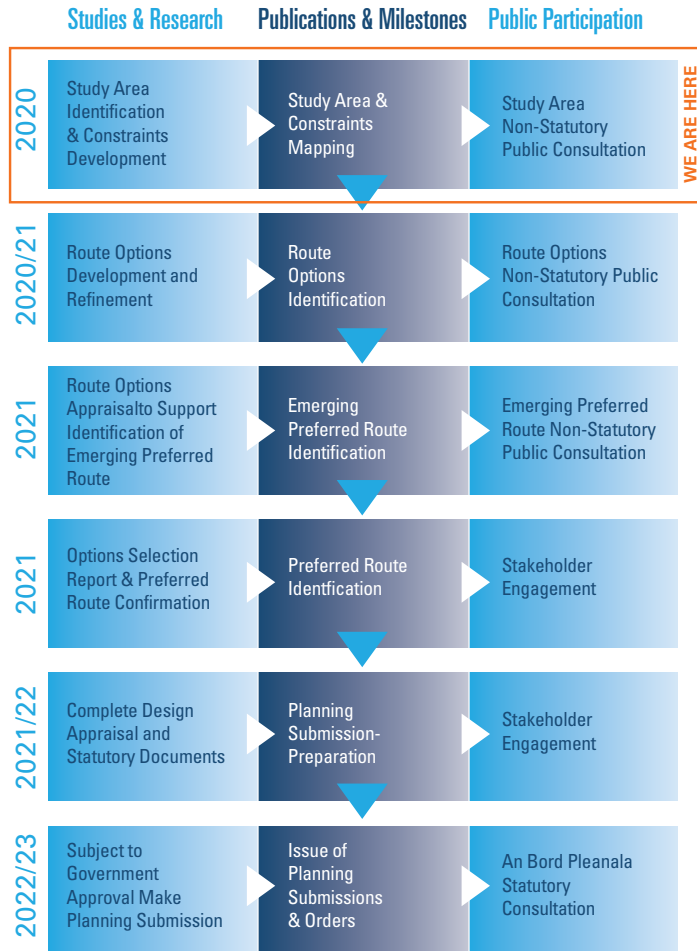 Studies & Research
Publications & Milestones
Public Participation
WE ARE HERE
2020
Study Area
Identification
& Constraints
Development
Study Area &
Constraints
Mapping
Study Area
Non-Statutory
Public Consultation
2020/21
Route Options
Development and
Refinement
Route
Options
Identification
Route Options
Non-Statutory Public
Consultation
2021
Route Options
Appraisalto Support
Identification of
Emerging Preferred
Route
Emerging
Preferred Route
Identification
Emerging Preferred
Route Non-Statutory
Public Consultation
2021
Options Selection
Report & Preferred
Route Confirmation
Preferred Route
Identfication
Stakeholder
Engagement
2021/22
Complete Design
Appraisal and
Statutory Documents
Planning
Submission-
Preparation
Stakeholder
Engagement
2022/23
Subject to
Government
Approval Make
Planning Submission
Issue of
Planning
Submissions
& Orders
An Bord Pleanala
Statutory
Consultation